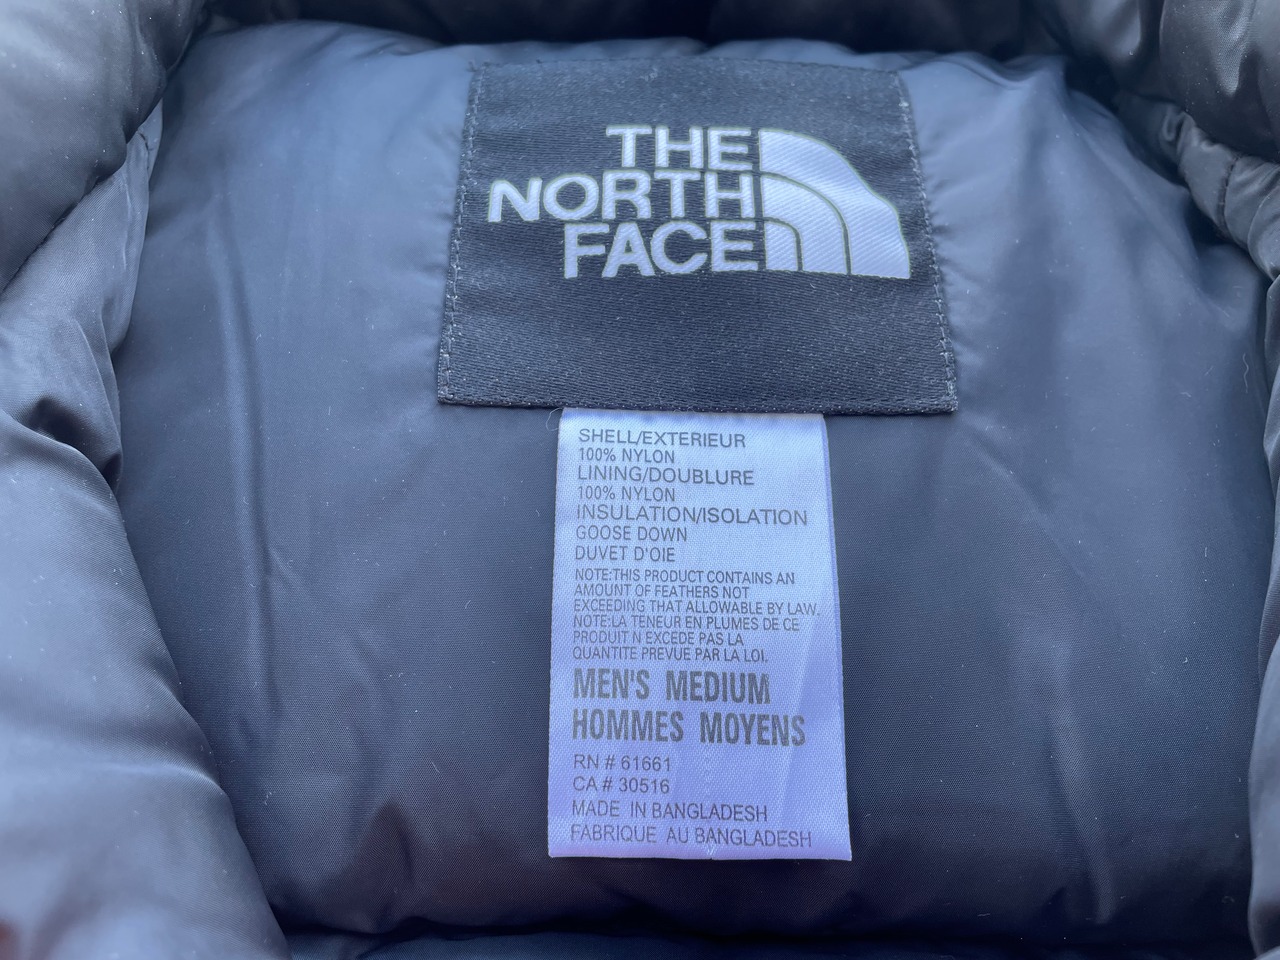 THE
NORTH
FACE
SHELL/EXTERIEUR
100% NYLON
LINING/DOUBLURE
100% NYLON
INSULATION/ISOLATION
GOOSE DOWN
DUVET D'OIE
NOTE:THIS PRODUCT CONTAINS AN
AMOUNT OF FEATHERS NOT
EXCEEDING THAT ALLOWABLE BY LAW.
NOTE:LA TENEUR EN PLUMES DE CE
PRODUIT N EXCEDE PAS LA
QUANTITE PREVUE PAR LA LOI.
MEN'S MEDIUM
HOMMES MOYENS
RN # 61661
CA # 30516
MADE IN BANGLADESH
FABRIQUE AU BANGLADESH